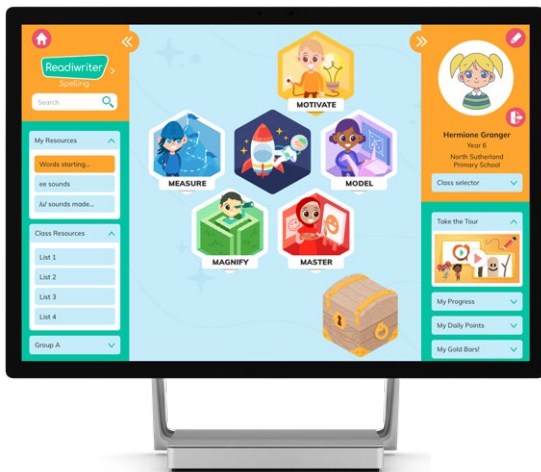 Readiwriter
Spelling
Search
My Resources
Words starting...
ee sounds
/u/ sounds made...
Class Resources
List 1
List 2
List 3
List 4
Group A
MOTIVATE
MEASURE
MODEL
MAGNIFY
MASTER
Hermione Granger
Year 6
North Sutherland
Primary School
Class selector
Take the Tour
My Progress
My Daily Points
My Gold Bars!